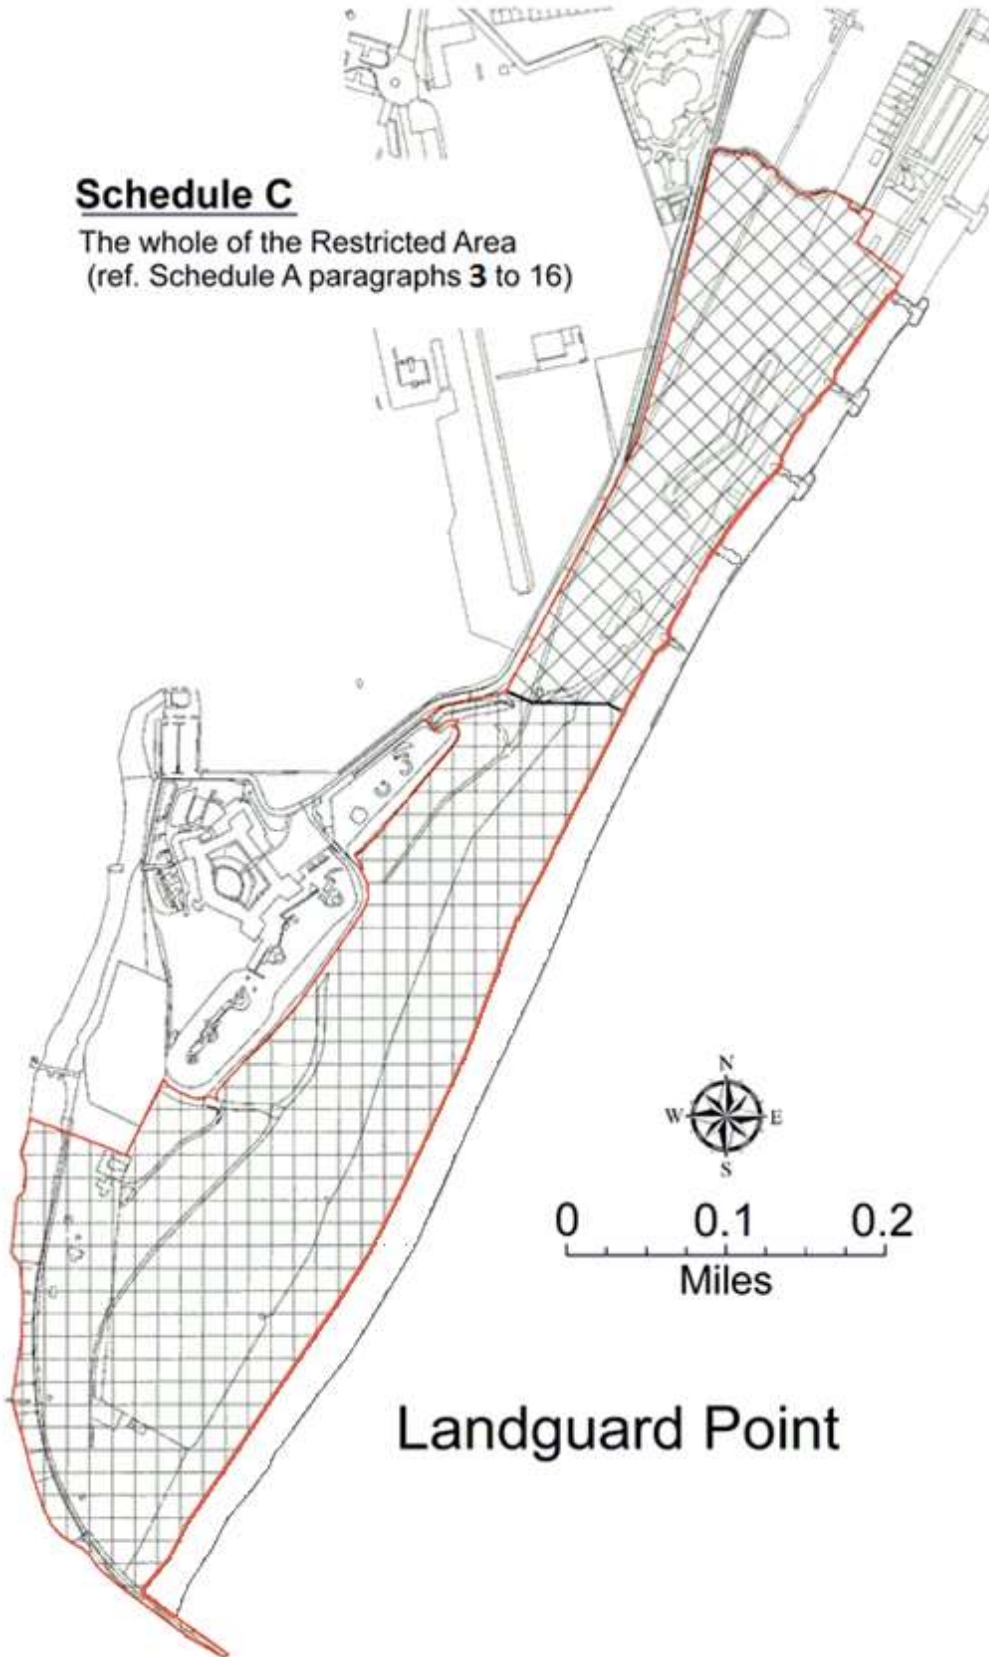 Schedule C
The whole of the Restricted Area
(ref. Schedule A paragraphs 3 to 16)
N
W E
S
0 0.1 0.2
Miles
Landguard Point